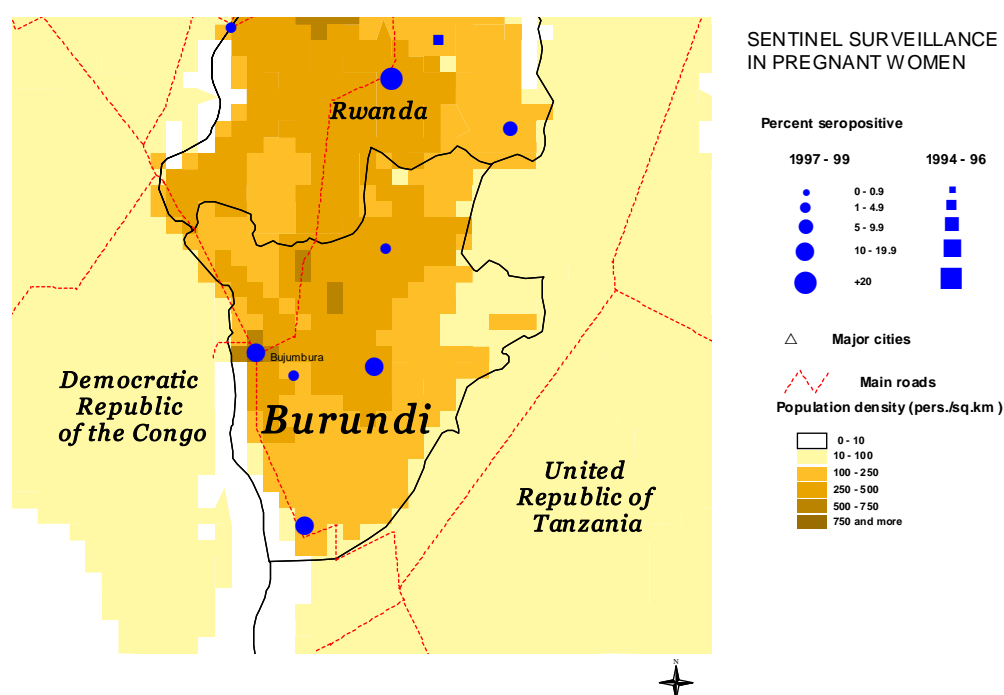 SENTINEL SURVEILLANCE
IN PREGNANT WOMEN
Percent seropositive
1997 - 99
1994 - 96
0 - 0.9
1 - 4.9
5 - 9.9
10 - 19.9
+20
Major cities
Main roads
Population density (pers./sq.km )
0 - 10
10 - 100
100 - 250
250 - 500
500 - 750
750 and more
Rwanda
Bujumbura
Democratic
Republic
of the Congo
Burundi
United
Republic of
Tanzania
N